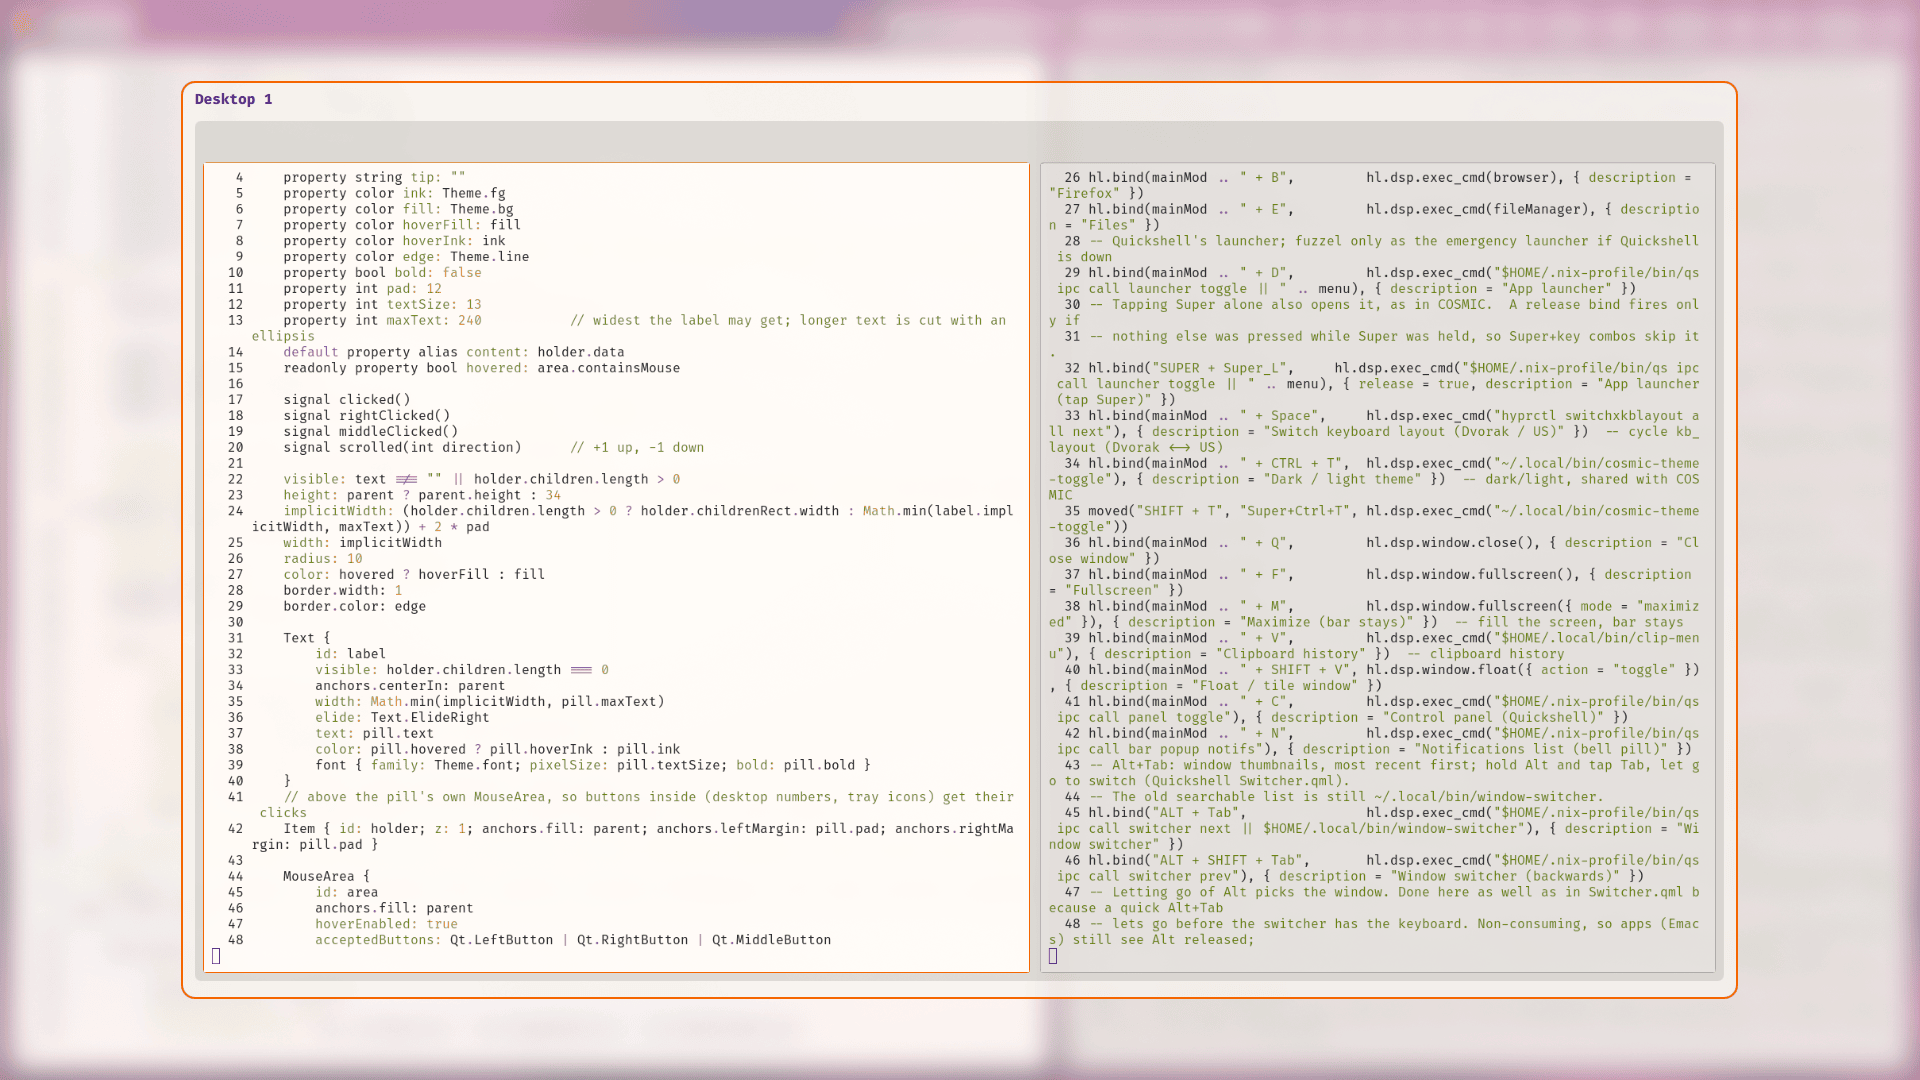 Desktop 1
4     property string tip: ""
5     property color ink: Theme.fg
6     property color fill: Theme.bg
7     property color hoverFill: fill
8     property color hoverInk: ink
9     property color edge: Theme.line
10     property bool bold: false
11     property int pad: 12
12     property int textSize: 13
13     property int maxText: 240           // widest the label may get; longer text is cut with an
ellipsis
14     default property alias content: holder.data
15     readonly property bool hovered: area.containsMouse
16
17     signal clicked()
18     signal rightClicked()
19     signal middleClicked()
20     signal scrolled(int direction)      // +1 up, -1 down
21
22     visible: text !== "" || holder.children.length > 0
23     height: parent ? parent.height : 34
24     implicitWidth: (holder.children.length > 0 ? holder.childrenRect.width : Math.min(label.impl
icitWidth, maxText)) + 2 * pad
25     width: implicitWidth
26     radius: 10
27     color: hovered ? hoverFill : fill
28     border.width: 1
29     border.color: edge
30
31     Text {
32         id: label
33         visible: holder.children.length === 0
34         anchors.centerIn: parent
35         width: Math.min(implicitWidth, pill.maxText)
36         elide: Text.ElideRight
37         text: pill.text
38         color: pill.hovered ? pill.hoverInk : pill.ink
39         font { family: Theme.font; pixelSize: pill.textSize; bold: pill.bold }
40     }
41     // above the pill's own MouseArea, so buttons inside (desktop numbers, tray icons) get their
 clicks
42     Item { id: holder; z: 1; anchors.fill: parent; anchors.leftMargin: pill.pad; anchors.rightMa
rgin: pill.pad }
43
44     MouseArea {
45         id: area
46         anchors.fill: parent
47         hoverEnabled: true
48         acceptedButtons: Qt.LeftButton | Qt.RightButton | Qt.MiddleButton
26 hl.bind(mainMod .. " + B",         hl.dsp.exec_cmd(browser), { description =
"Firefox" })
27 hl.bind(mainMod .. " + E",         hl.dsp.exec_cmd(fileManager), { descriptio
n = "Files" })
28 -- Quickshell's launcher; fuzzel only as the emergency launcher if Quickshell
 is down
29 hl.bind(mainMod .. " + D",         hl.dsp.exec_cmd("$HOME/.nix-profile/bin/qs
 ipc call launcher toggle || " .. menu), { description = "App launcher" })
30 -- Tapping Super alone also opens it, as in COSMIC.  A release bind fires onl
y if
31 -- nothing else was pressed while Super was held, so Super+key combos skip it
.
32 hl.bind("SUPER + Super_L",     hl.dsp.exec_cmd("$HOME/.nix-profile/bin/qs ipc
 call launcher toggle || " .. menu), { release = true, description = "App launcher
 (tap Super)" })
33 hl.bind(mainMod .. " + Space",     hl.dsp.exec_cmd("hyprctl switchxkblayout a
ll next"), { description = "Switch keyboard layout (Dvorak / US)" })  -- cycle kb_
layout (Dvorak <-> US)
34 hl.bind(mainMod .. " + CTRL + T",  hl.dsp.exec_cmd("~/.local/bin/cosmic-theme
-toggle"), { description = "Dark / light theme" })  -- dark/light, shared with COS
MIC
35 moved("SHIFT + T", "Super+Ctrl+T", hl.dsp.exec_cmd("~/.local/bin/cosmic-theme
-toggle"))
36 hl.bind(mainMod .. " + Q",         hl.dsp.window.close(), { description = "Cl
ose window" })
37 hl.bind(mainMod .. " + F",         hl.dsp.window.fullscreen(), { description
= "Fullscreen" })
38 hl.bind(mainMod .. " + M",         hl.dsp.window.fullscreen({ mode = "maximiz
ed" }), { description = "Maximize (bar stays)" })  -- fill the screen, bar stays
39 hl.bind(mainMod .. " + V",         hl.dsp.exec_cmd("$HOME/.local/bin/clip-men
u"), { description = "Clipboard history" })  -- clipboard history
40 hl.bind(mainMod .. " + SHIFT + V", hl.dsp.window.float({ action = "toggle" })
, { description = "Float / tile window" })
41 hl.bind(mainMod .. " + C",         hl.dsp.exec_cmd("$HOME/.nix-profile/bin/qs
 ipc call panel toggle"), { description = "Control panel (Quickshell)" })
42 hl.bind(mainMod .. " + N",         hl.dsp.exec_cmd("$HOME/.nix-profile/bin/qs
 ipc call bar popup notifs"), { description = "Notifications list (bell pill)" })
43 -- Alt+Tab: window thumbnails, most recent first; hold Alt and tap Tab, let g
o to switch (Quickshell Switcher.qml).
44 -- The old searchable list is still ~/.local/bin/window-switcher.
45 hl.bind("ALT + Tab",               hl.dsp.exec_cmd("$HOME/.nix-profile/bin/qs
 ipc call switcher next || $HOME/.local/bin/window-switcher"), { description = "Wi
ndow switcher" })
46 hl.bind("ALT + SHIFT + Tab",       hl.dsp.exec_cmd("$HOME/.nix-profile/bin/qs
 ipc call switcher prev"), { description = "Window switcher (backwards)" })
47 -- Letting go of Alt picks the window. Done here as well as in Switcher.qml b
ecause a quick Alt+Tab
48 -- lets go before the switcher has the keyboard. Non-consuming, so apps (Emac
s) still see Alt released;